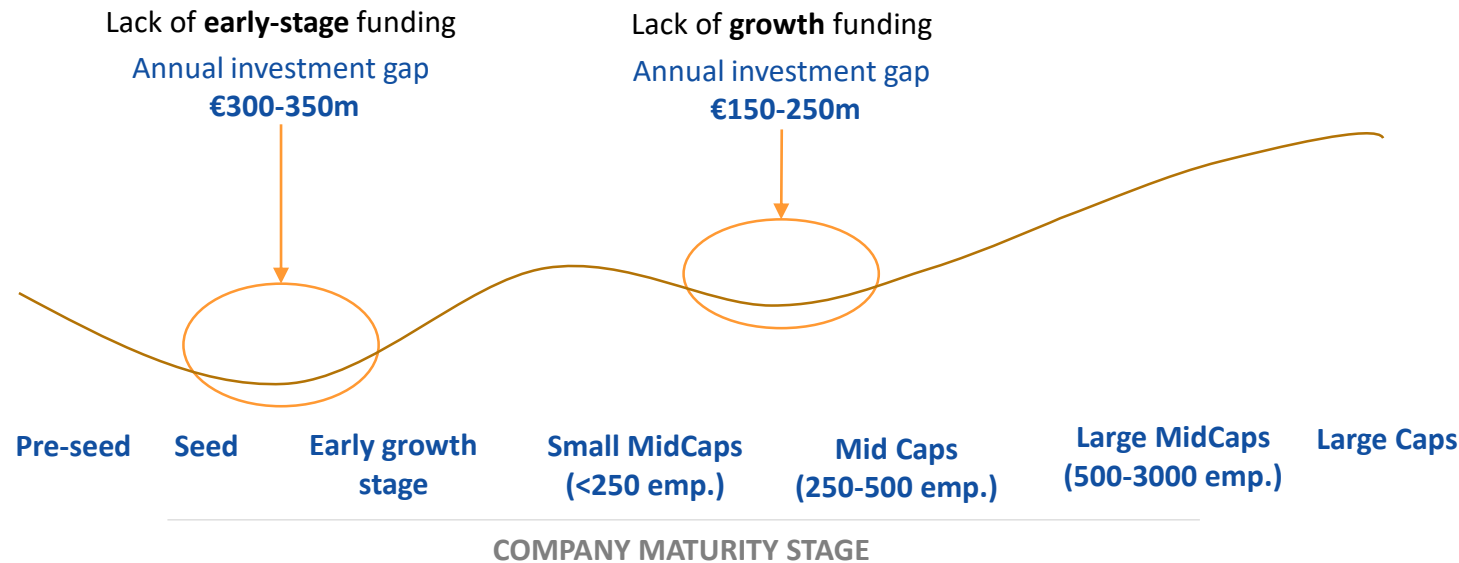 Lack of early-stage funding
Annual investment gap
€300-350m
Lack of growth funding
Annual investment gap
€150-250m
Pre-seed
Seed
Early growth
stage
Small MidCaps
(<250 emp.)
Mid Caps
(250-500 emp.)
Large MidCaps
(500-3000 emp.)
Large Caps
COMPANY MATURITY STAGE